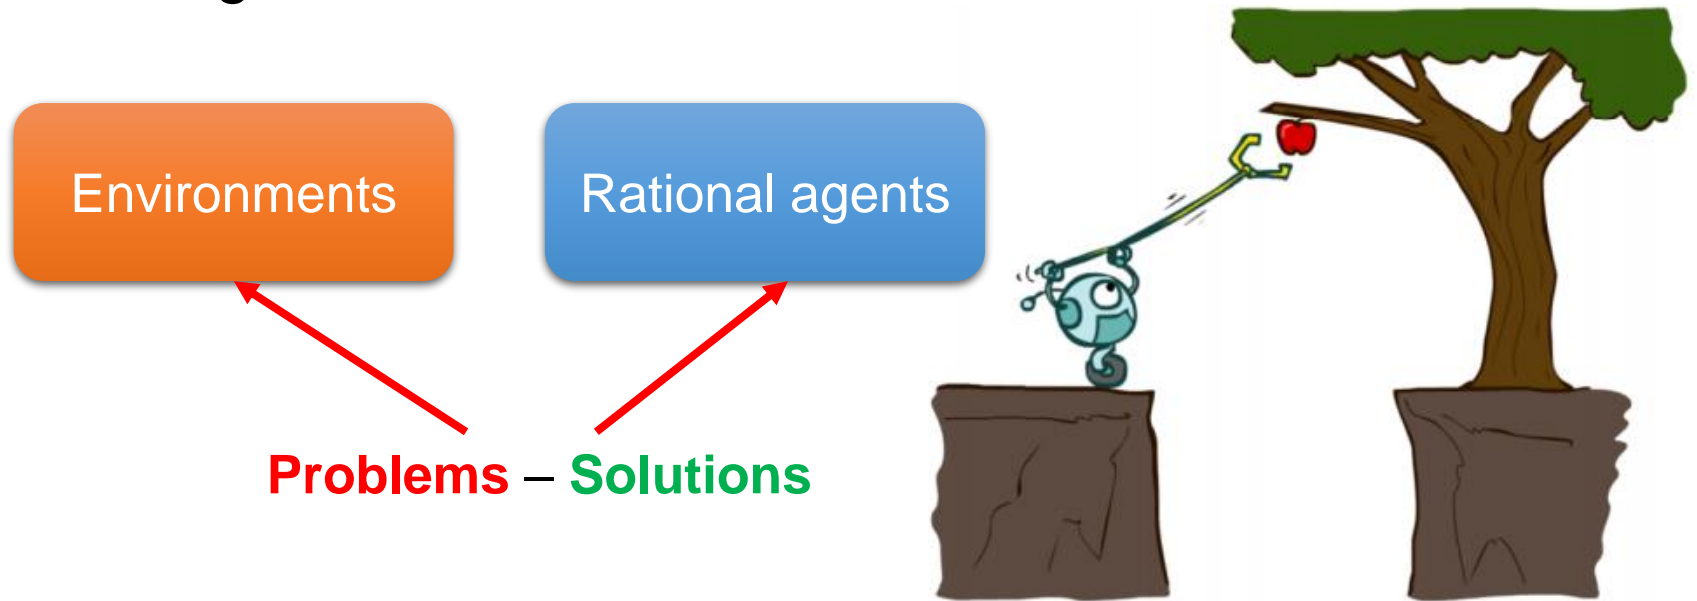 Environments
Rational agents
Problems – Solutions